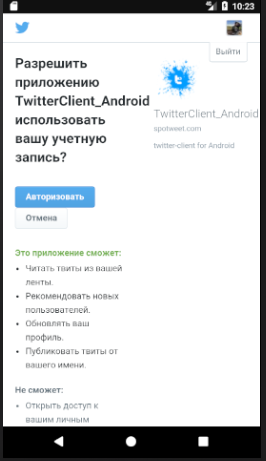 10:23
Выйти
Разрешить
приложению
TwitterClient_Android
использовать
вашу учетную
запись?
TwitterClient_Android
spotweet.com
twitter-client for Android
Авторизовать
Отмена
Это приложение сможет:
• Читать твиты из вашей
ленты.
• Рекомендовать новых
пользователей.
• Обновлять ваш
профиль.
• Публиковать твиты от
вашего имени.
Не сможет:
• Открыть доступ к
вашим личным